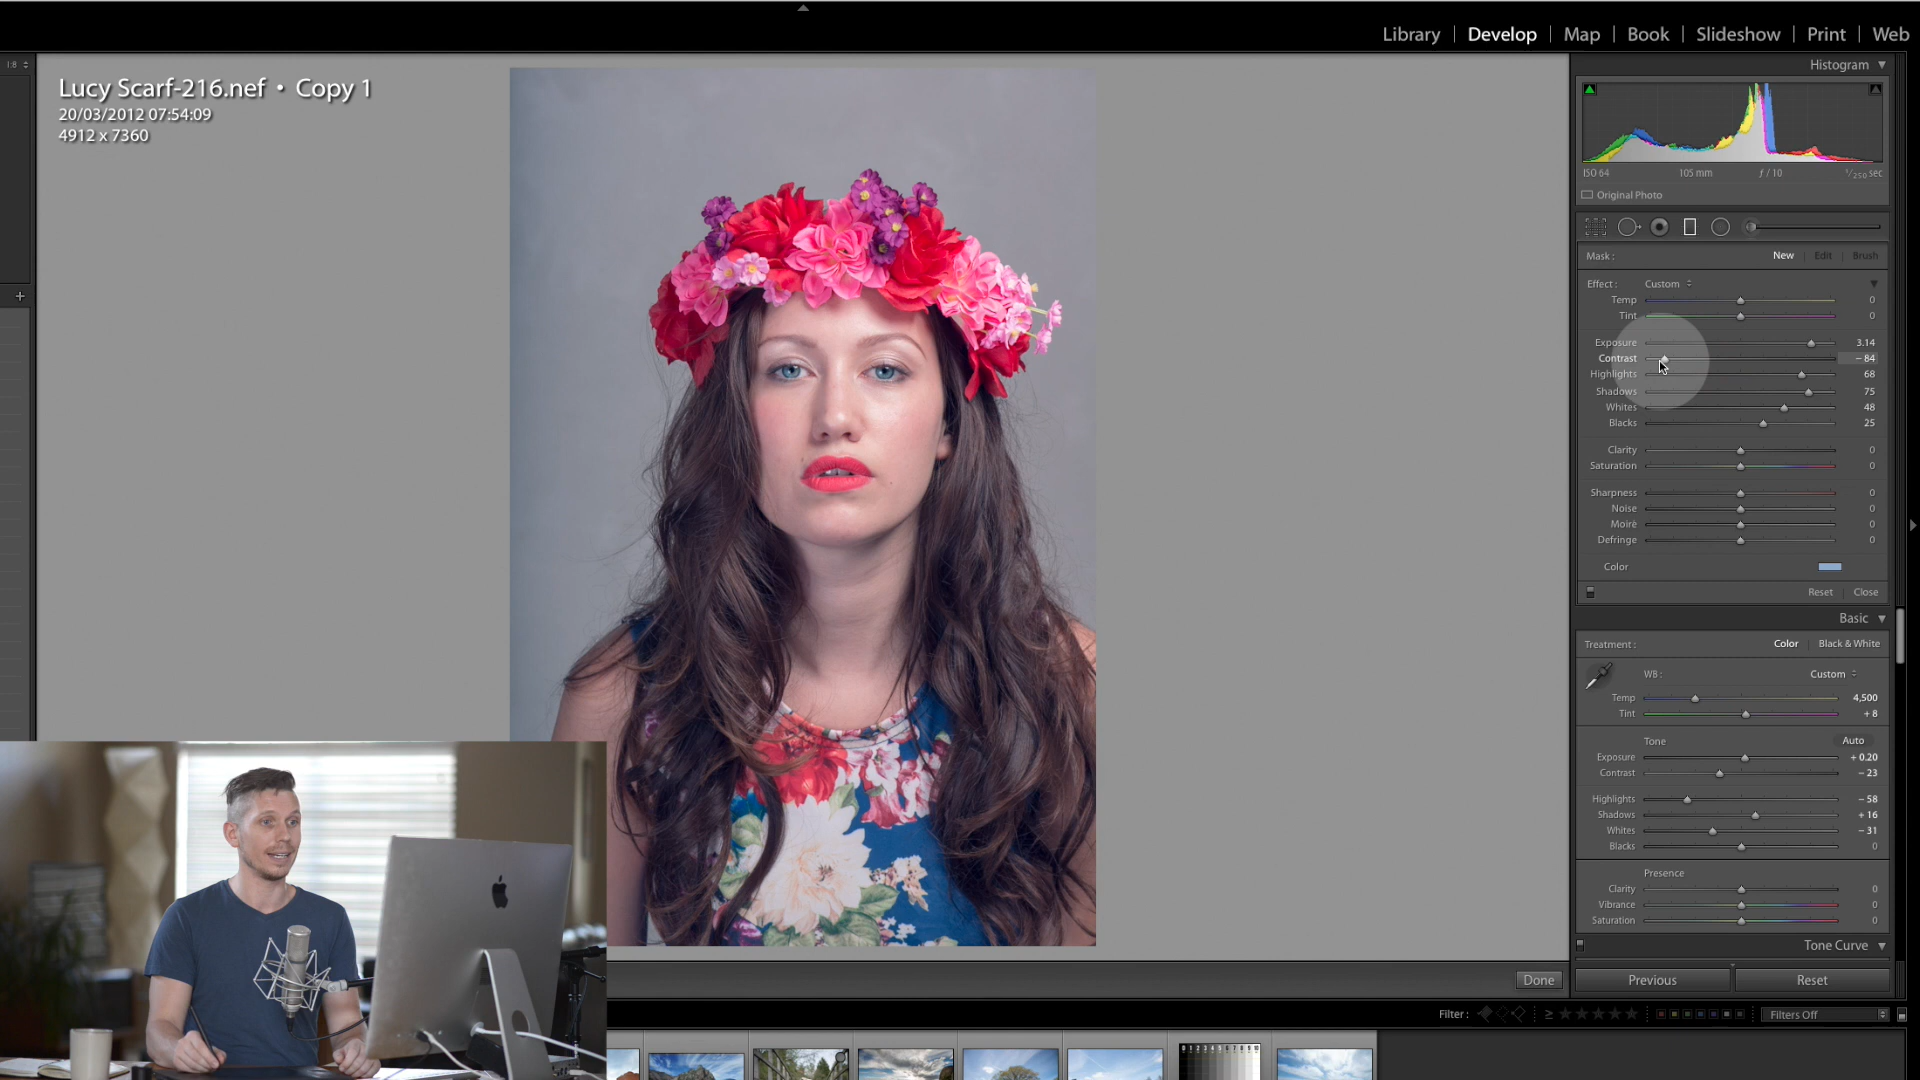 Library | Develop | Map | Book | Slideshow | Print | Web
1:8
Lucy Scarf-216.nef • Copy 1
20/03/2012 07:54:09
4912 x 7360
Histogram
ISO 64 105 mm ƒ / 10 1/250 sec
Original Photo
Mask : New Edit Brush
Effect : Custom
Temp 0
Tint 0
Exposure 3.14
Contrast − 84
Highlights 68
Shadows 75
Whites 48
Blacks 25
Clarity 0
Saturation 0
Sharpness 0
Noise 0
Moiré 0
Defringe 0
Color
Reset Close
Basic
Treatment : Color | Black & White
WB : Custom
Temp 4,500
Tint + 8
Tone Auto
Exposure + 0.20
Contrast − 23
Highlights − 58
Shadows + 16
Whites − 31
Blacks 0
Presence
Clarity 0
Vibrance 0
Saturation 0
Tone Curve
Done Previous Reset
Filter : ≥ Filters Off